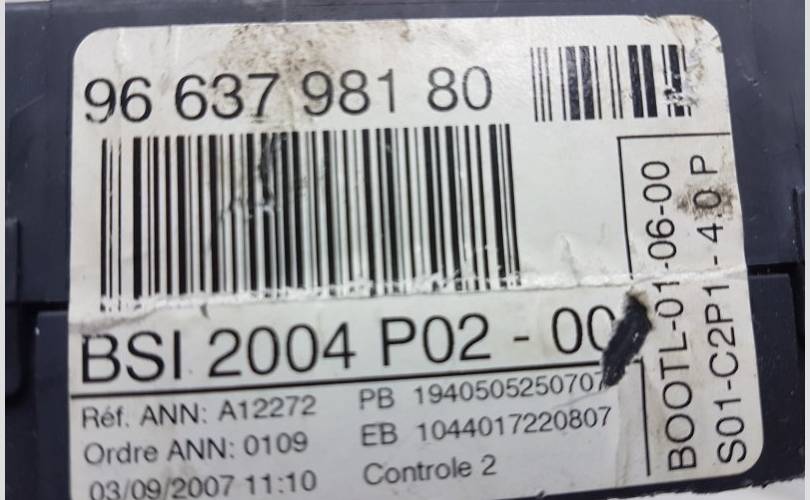 96 637 981 80
BSI 2004 P02 - 00
Réf. ANN: A12272
Ordre ANN: 0109
03/09/2007 11:10
PB 1940505250707
EB 1044017220807
Controle 2
BOOTL-01-06-00
S01-C2P1 - 4.0 P